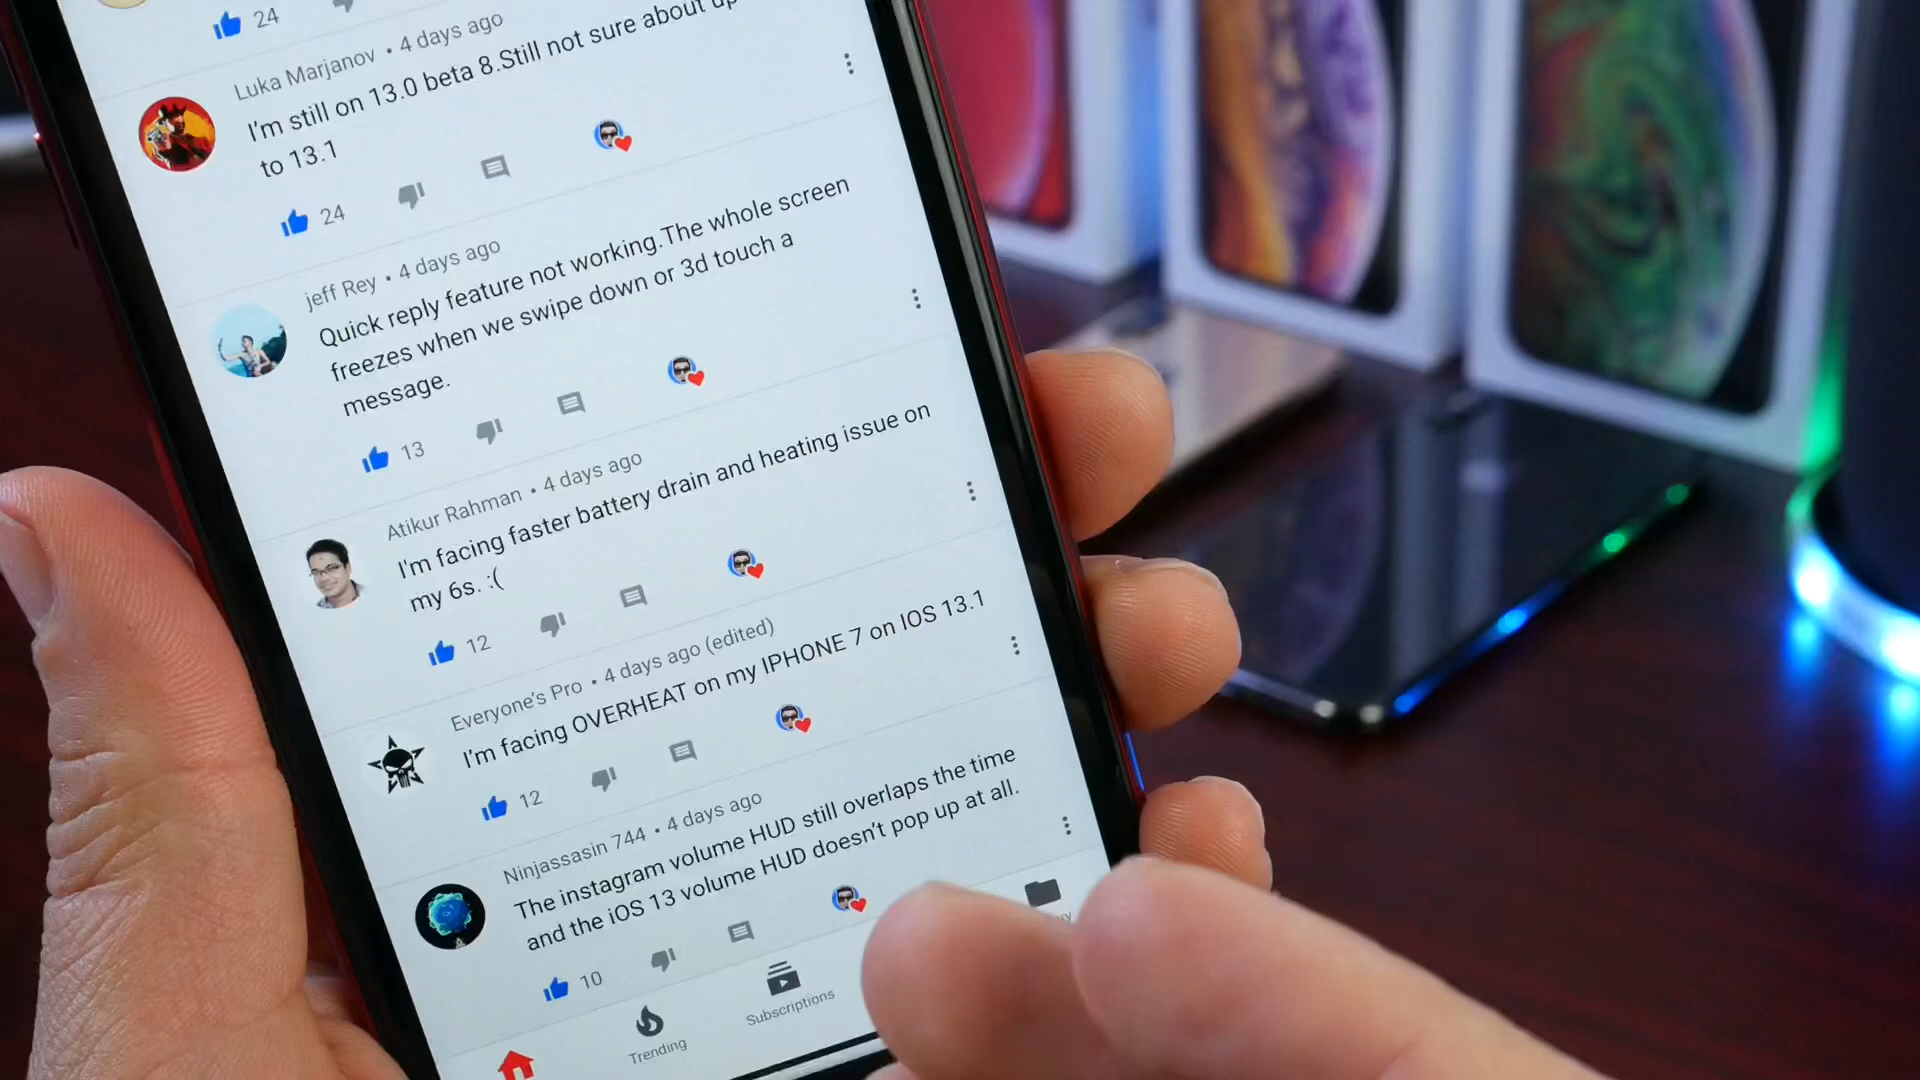 24
Luka Marjanov • 4 days ago
I'm still on 13.0 beta 8.Still not sure about
to 13.1
24
jeff Rey • 4 days ago
Quick reply feature not working.The whole screen
freezes when we swipe down or 3d touch a
message.
13
Atikur Rahman • 4 days ago
I'm facing faster battery drain and heating issue on
my 6s. :(
12
Everyone's Pro • 4 days ago (edited)
I'm facing OVERHEAT on my IPHONE 7 on IOS 13.1
12
Ninjassasin 744 • 4 days ago
The instagram volume HUD still overlaps the time
and the iOS 13 volume HUD doesn't pop up at all.
10
Trending
Subscriptions